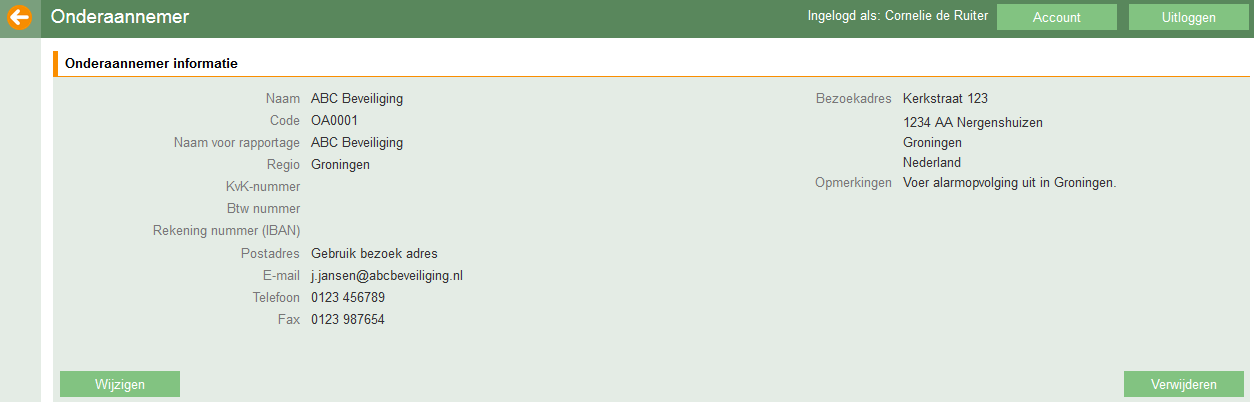 Onderaannemer
Ingelogd als: Cornelie de Ruiter
Account
Uitloggen
Onderaannemer informatie
Naam ABC Beveiliging
Code OA0001
Naam voor rapportage ABC Beveiliging
Regio Groningen
KvK-nummer
Btw nummer
Rekening nummer (IBAN)
Postadres Gebruik bezoek adres
E-mail j.jansen@abcbeveiliging.nl
Telefoon 0123 456789
Fax 0123 987654
Bezoekadres Kerkstraat 123
1234 AA Nergenshuizen
Groningen
Nederland
Opmerkingen Voer alarmopvolging uit in Groningen.
Wijzigen
Verwijderen